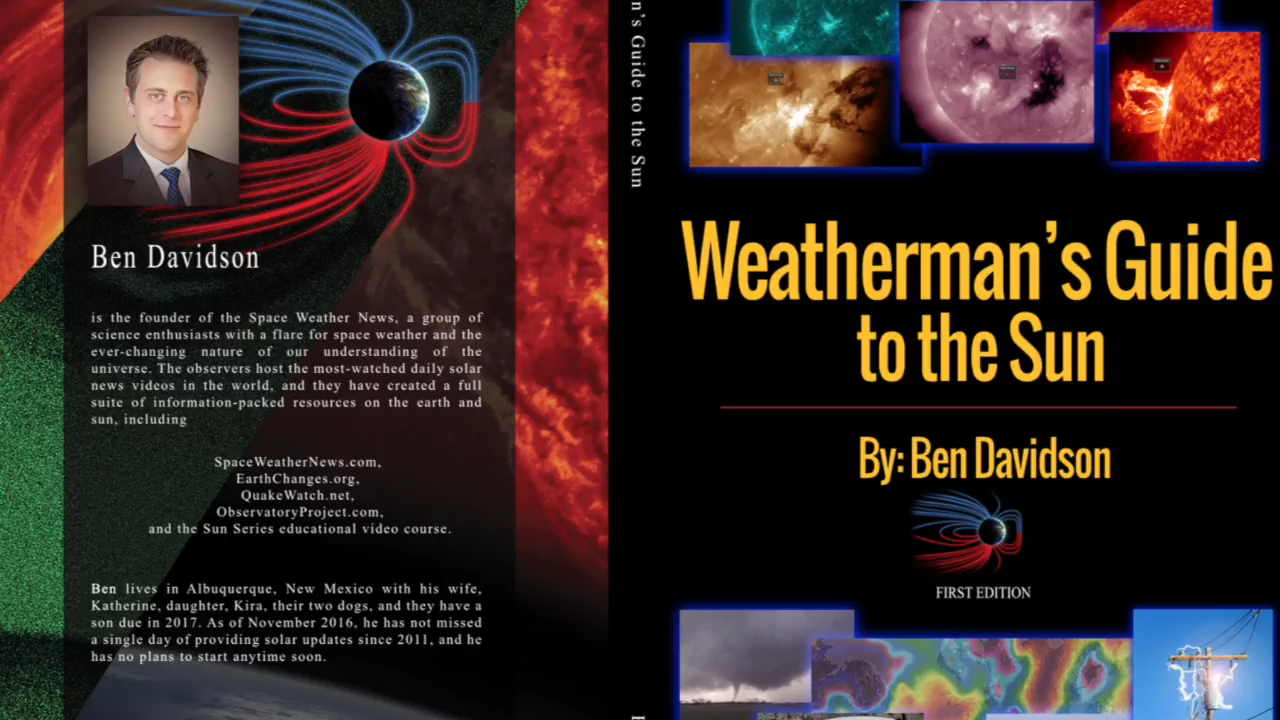 Ben Davidson
is the founder of the Space Weather News, a group of
science enthusiasts with a flare for space weather and the
ever-changing nature of our understanding of the
universe. The observers host the most-watched daily solar
news videos in the world, and they have created a full
suite of information-packed resources on the earth and
sun, including
SpaceWeatherNews.com,
EarthChanges.org,
QuakeWatch.net,
ObservatoryProject.com,
and the Sun Series educational video course.
Ben lives in Albuquerque, New Mexico with his wife,
Katherine, daughter, Kira, their two dogs, and they have a
son due in 2017. As of November 2016, he has not missed
a single day of providing solar updates since 2011, and he
has no plans to start anytime soon.
n's Guide to the Sun
Weatherman's Guide
to the Sun
By: Ben Davidson
FIRST EDITION